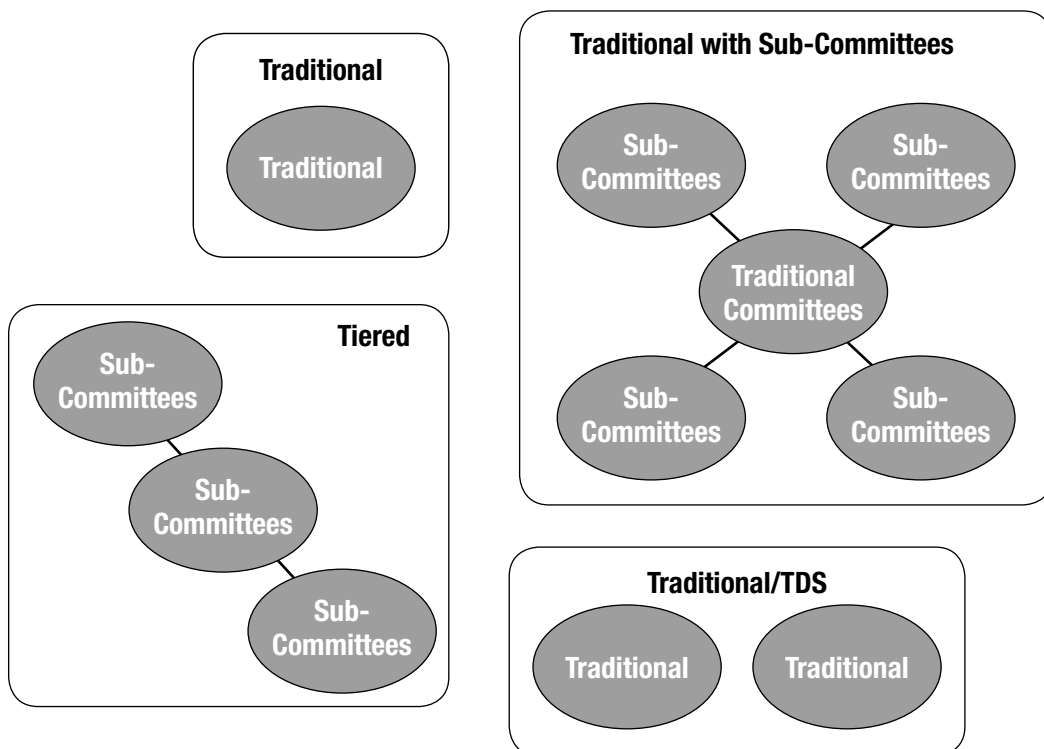 Traditional
Traditional
Traditional with Sub-Committees
Sub-
Committees
Sub-
Committees
Traditional
Committees
Sub-
Committees
Sub-
Committees
Tiered
Sub-
Committees
Sub-
Committees
Sub-
Committees
Traditional/TDS
Traditional
Traditional